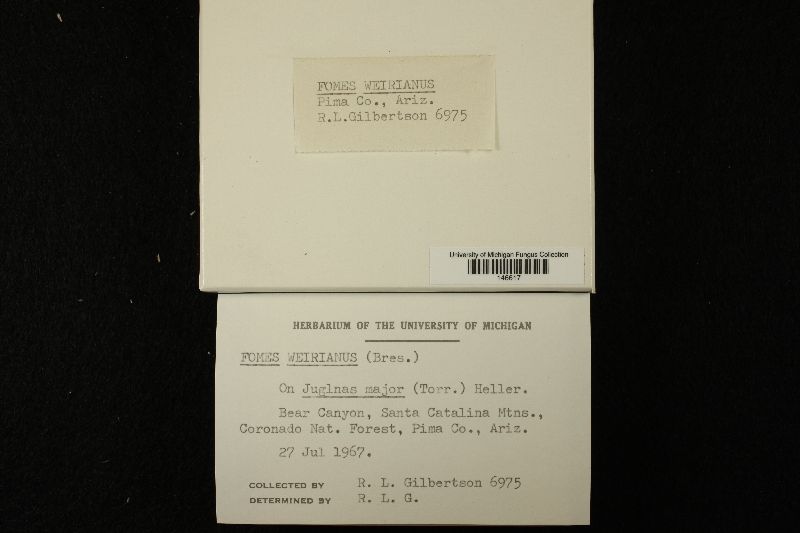 FOMES WEIRIANUS
Pima Co., Ariz.
R.L.Gilbertson 6975
University of Michigan Fungus Collection
146617
HERBARIUM OF THE UNIVERSITY OF MICHIGAN
FOMES WEIRIANUS (Bres.)
On Juglnas major (Torr.) Heller.
Bear Canyon, Santa Catalina Mtns.,
Coronado Nat. Forest, Pima Co., Ariz.
27 Jul 1967.
COLLECTED BY R. L. Gilbertson 6975
DETERMINED BY R. L. G.